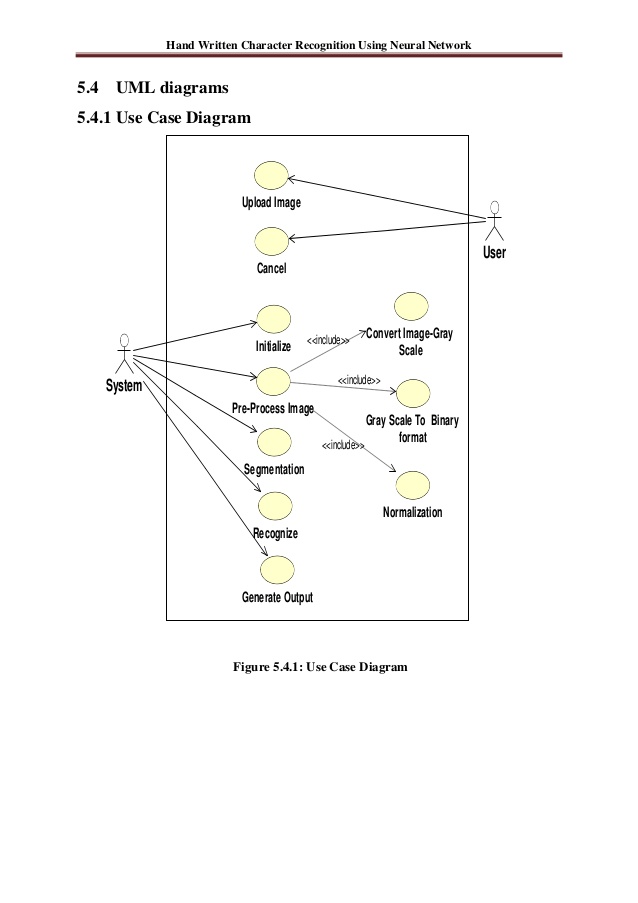 Hand Written Character Recognition Using Neural Network
5.4 UML diagrams
5.4.1 Use Case Diagram
Upload Image
User
Cancel
Initialize
<<include>>
Convert Image-Gray
Scale
System
<<include>>
Pre-Process Image
Gray Scale To Binary
format
<<include>>
Segmentation
Normalization
Recognize
Generate Output
Figure 5.4.1: Use Case Diagram